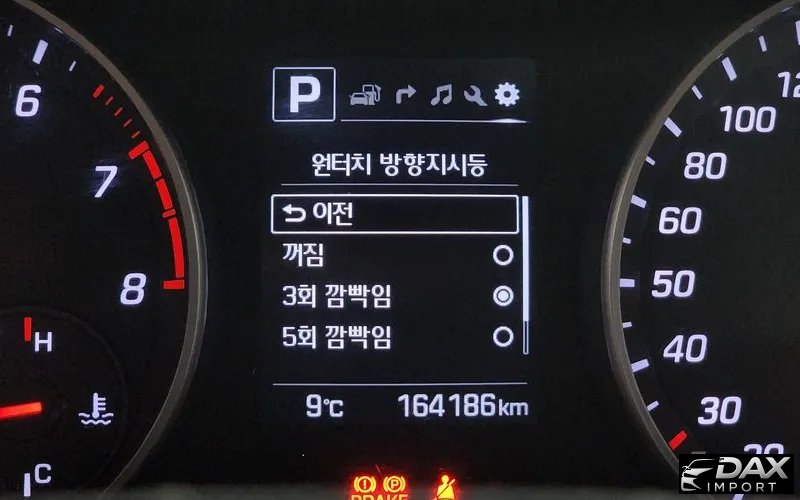 P
원터치 방향지시등
이전
꺼짐
3회 깜빡임
5회 깜빡임
9℃
164186km
6
7
8
H
C
100
80
60
50
40
30
BRAKE
DAX
IMPORT